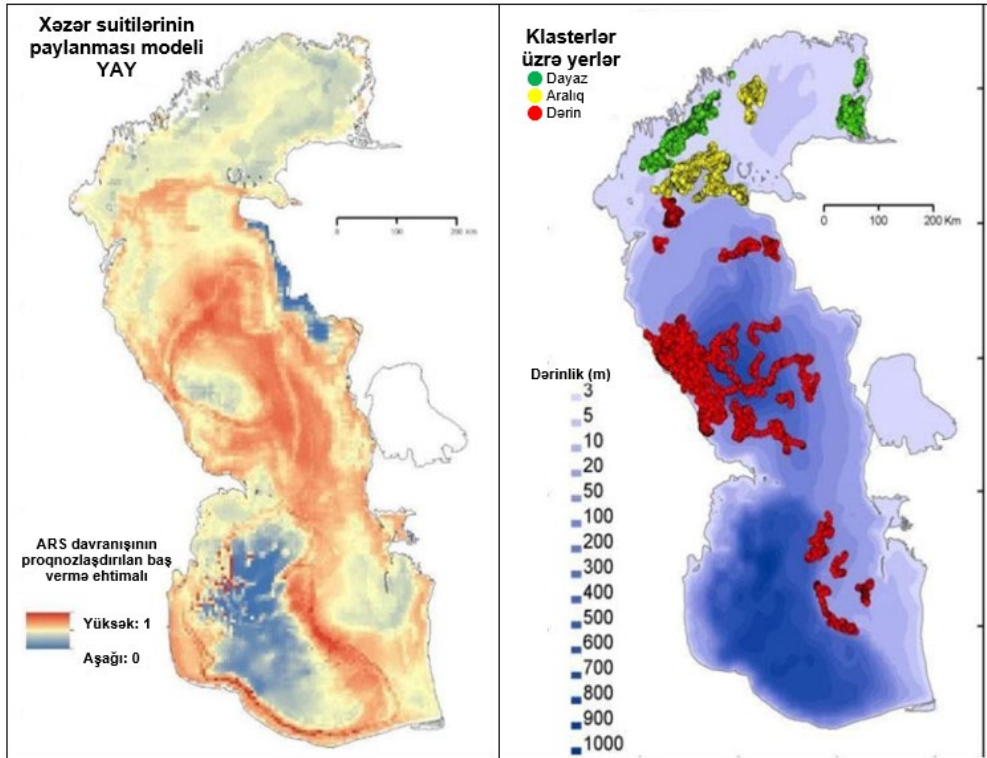 Xəzər suitilərinin
paylanması modeli
YAY
0 100 200 Km
ARS davranışının
proqnozlaşdırılan baş
vermə ehtimalı
Yüksək: 1
Aşağı: 0
Klasterlər
üzrə yerlər
Dayaz
Aralıq
Dərin
0 100 200 Km
Dərinlik (m)
3
5
10
20
50
100
200
300
400
500
600
700
800
900
1000